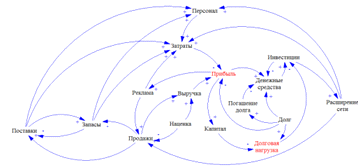 Персонал
Затраты
Инвестиции
Прибыль
Денежные
средства
Реклама
Выручка
Расширение
сети
Погашение
долга
Поставки
Запасы
Наценка
Капитал
Долг
Продажи
Долговая
нагрузка